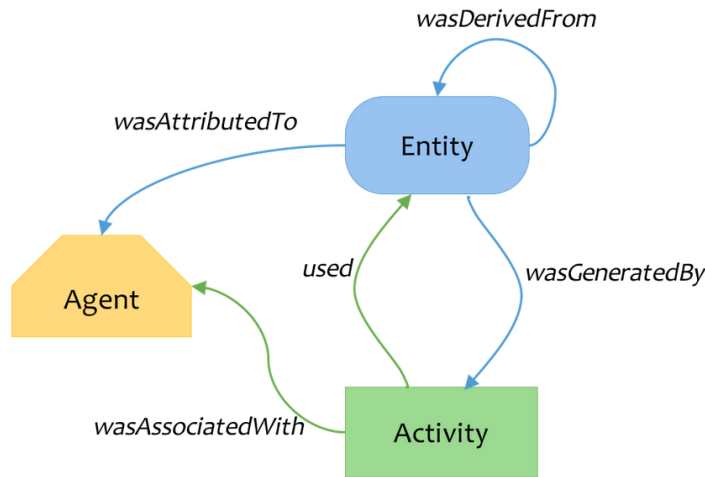 wasDerivedFrom
wasAttributedTo
Entity
used
wasGeneratedBy
Agent
wasAssociatedWith
Activity